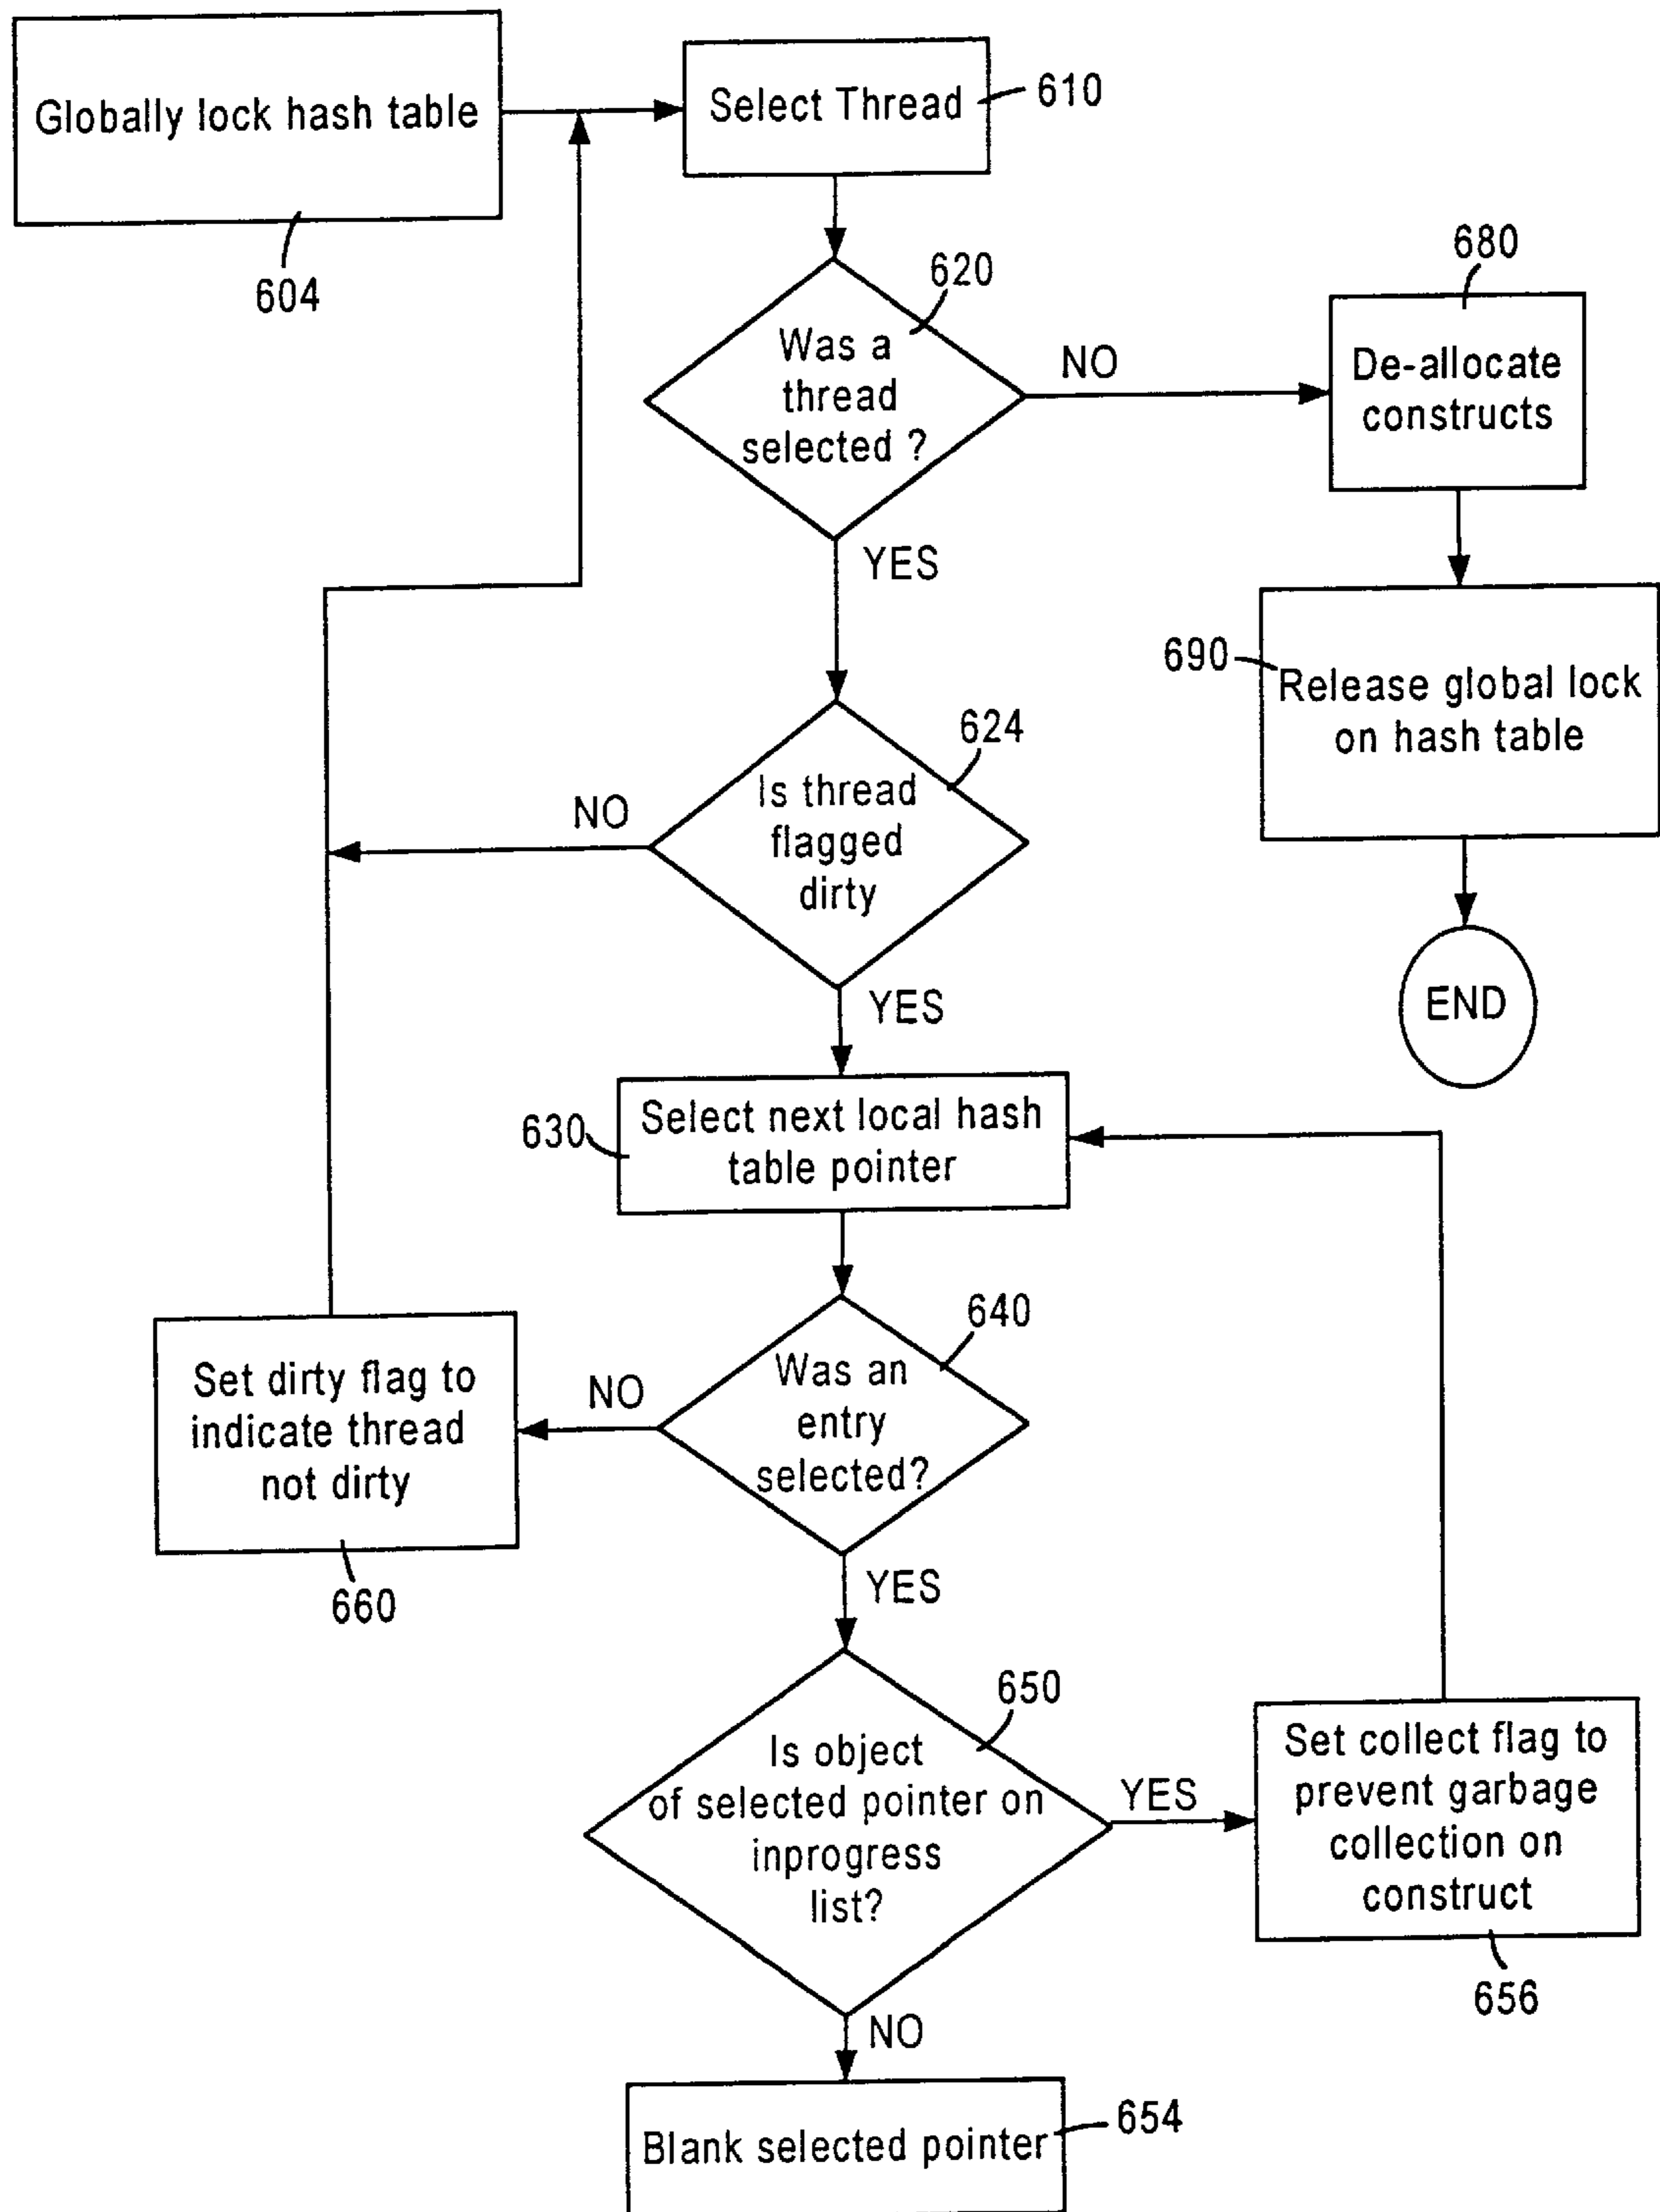 Globally lock hash table
604
Select Thread
610
620
Was a
thread
selected ?
NO
YES
680
De-allocate
constructs
690
Release global lock
on hash table
END
624
Is thread
flagged
dirty
NO
YES
630
Select next local hash
table pointer
640
Was an
entry
selected?
NO
YES
Set dirty flag to
indicate thread
not dirty
660
650
Is object
of selected pointer on
inprogress
list?
YES
NO
Set collect flag to
prevent garbage
collection on
construct
656
Blank selected pointer
654